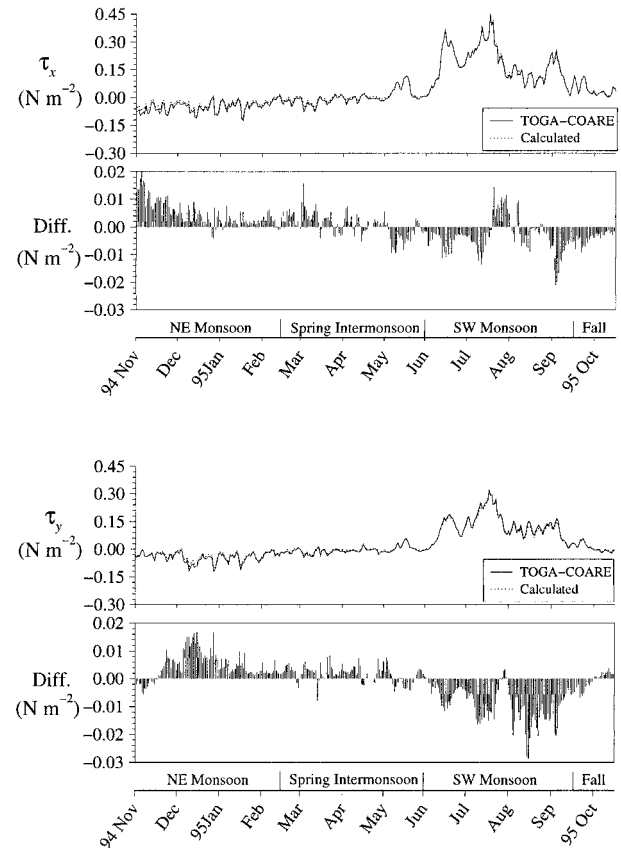 0.45
0.30
0.15
0.00
−0.15
−0.30
τx
(N m−2)
TOGA−COARE
Calculated
0.02
0.01
0.00
−0.01
−0.02
−0.03
Diff.
(N m−2)
NE Monsoon Spring Intermonsoon SW Monsoon Fall
94 Nov Dec 95Jan Feb Mar Apr May Jun Jul Aug Sep 95 Oct
0.45
0.30
0.15
0.00
−0.15
−0.30
τy
(N m−2)
TOGA−COARE
Calculated
0.02
0.01
0.00
−0.01
−0.02
−0.03
Diff.
(N m−2)
NE Monsoon Spring Intermonsoon SW Monsoon Fall
94 Nov Dec 95Jan Feb Mar Apr May Jun Jul Aug Sep 95 Oct